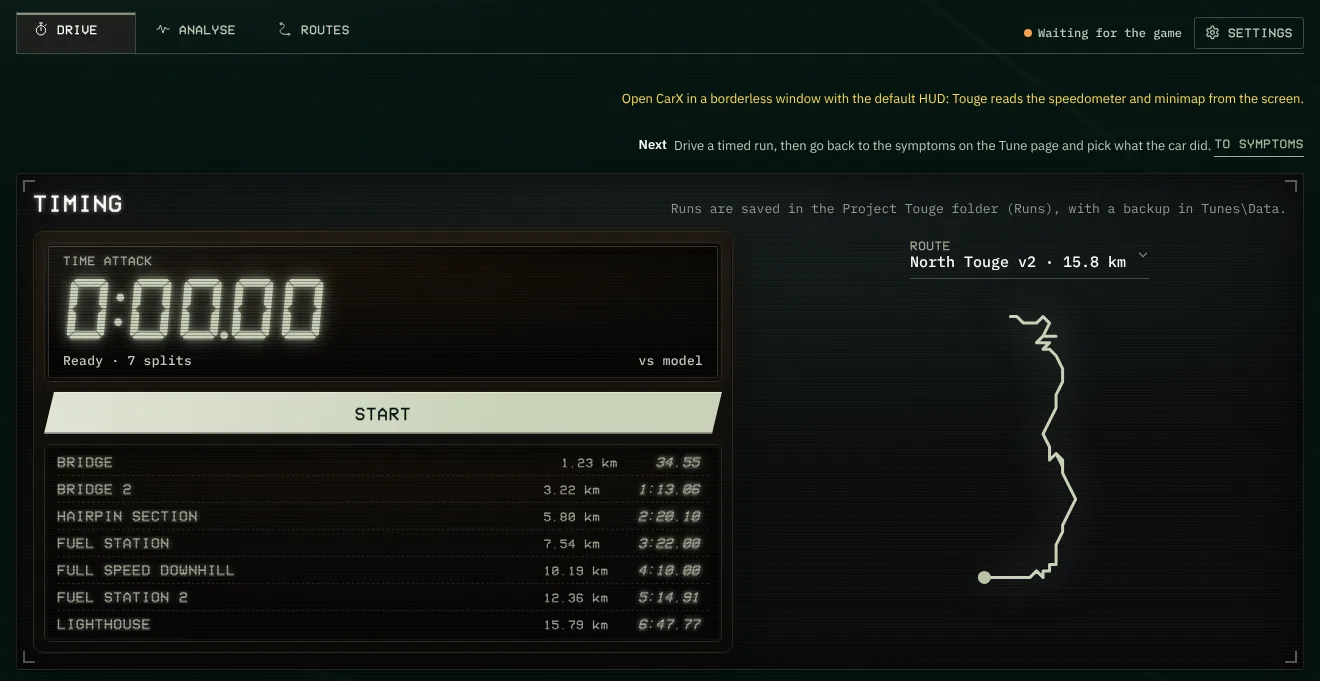 DRIVE
ANALYSE
ROUTES
Waiting for the game
SETTINGS
Open CarX in a borderless window with the default HUD: Touge reads the speedometer and minimap from the screen.
Next Drive a timed run, then go back to the symptoms on the Tune page and pick what the car did. TO SYMPTOMS
TIMING
Runs are saved in the Project Touge folder (Runs), with a backup in Tunes\Data.
TIME ATTACK
0:00.00
Ready · 7 splits
vs model
START
BRIDGE 1.23 km 34.55
BRIDGE 2 3.22 km 1:13.06
HAIRPIN SECTION 5.80 km 2:20.10
FUEL STATION 7.54 km 3:22.00
FULL SPEED DOWNHILL 10.19 km 4:10.00
FUEL STATION 2 12.36 km 5:14.91
LIGHTHOUSE 15.79 km 6:47.77
ROUTE
North Touge v2 · 15.8 km